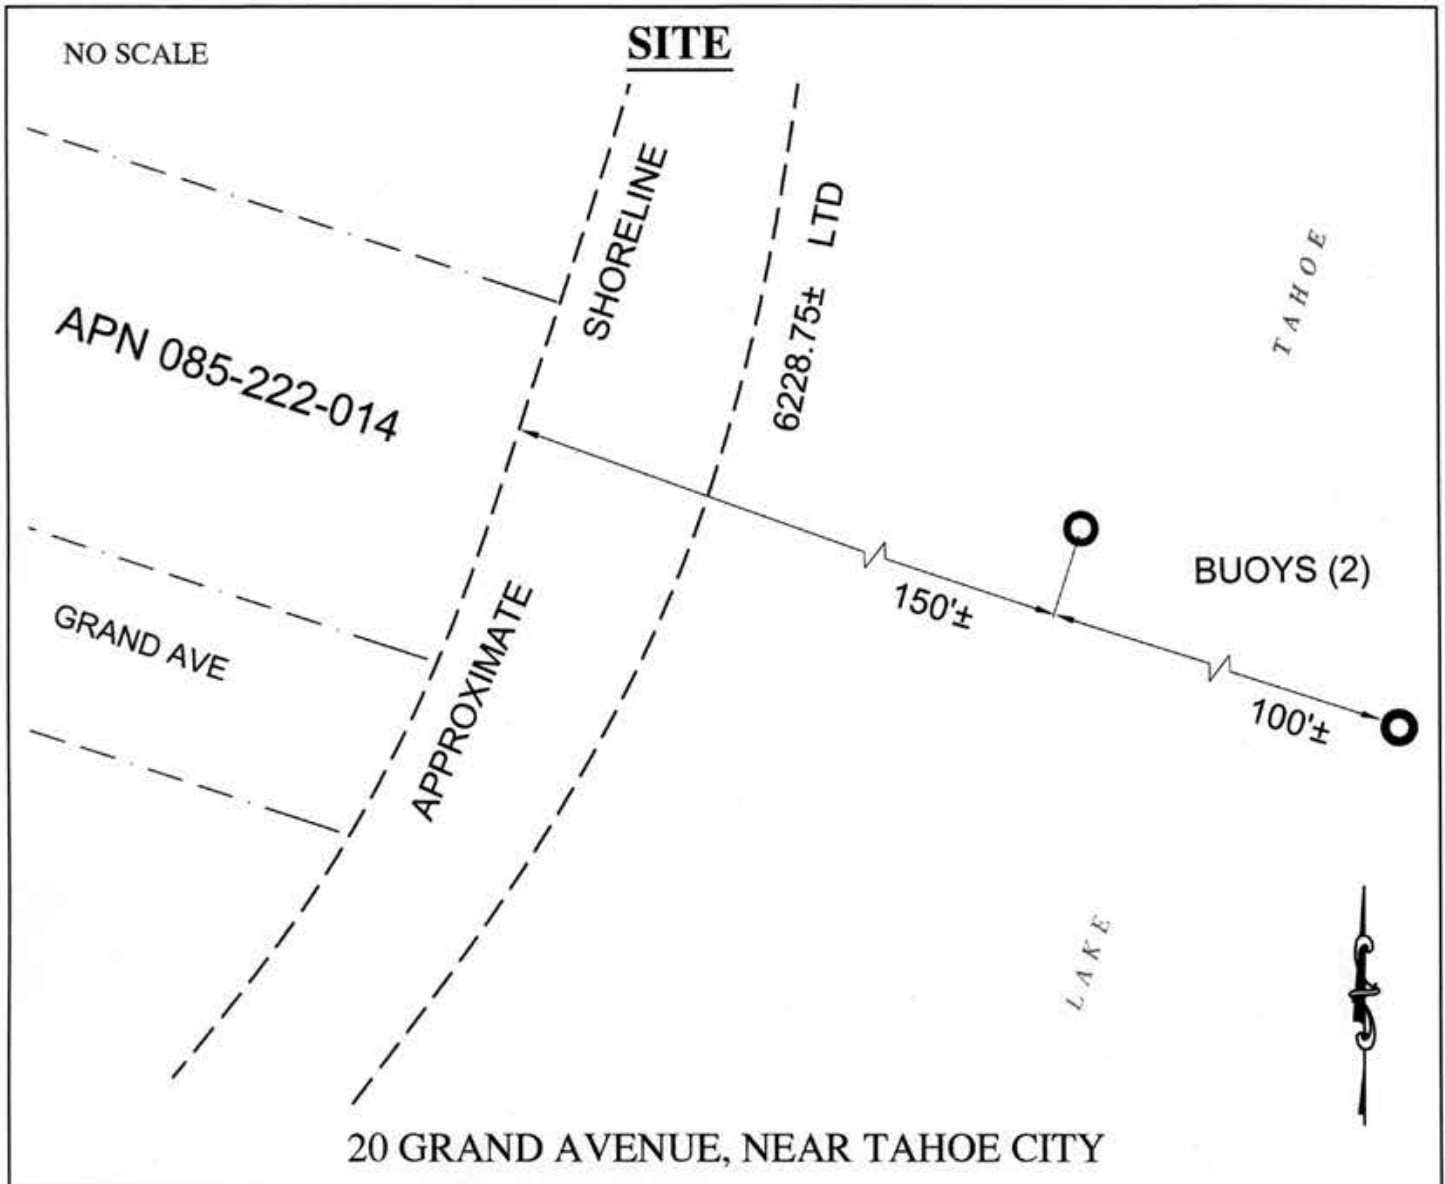 NO SCALE
SITE
SHORELINE
6228.75± LTD
TAHOE
APN 085-222-014
BUOYS (2)
150'±
GRAND AVE
APPROXIMATE
100'±
LAKE
20 GRAND AVENUE, NEAR TAHOE CITY